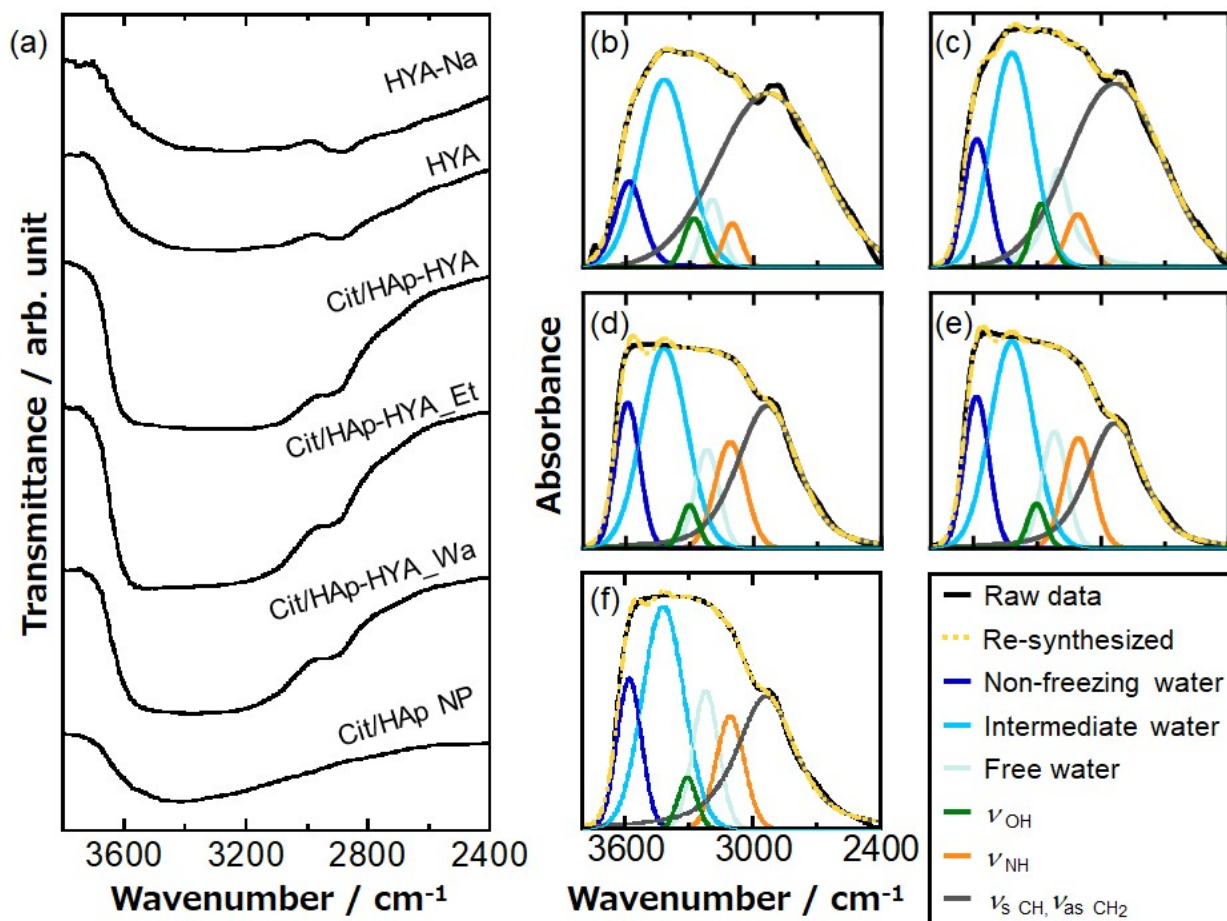 (a)
HYA-Na
HYA
Cit/HAp-HYA
Cit/HAp-HYA_Et
Cit/HAp-HYA_Wa
Cit/HAp NP
Transmittance / arb. unit
3600 3200 2800 2400
Wavenumber / cm⁻¹
(b)
(c)
(d)
(e)
(f)
Absorbance
3600 3000 2400
Wavenumber / cm⁻¹
Raw data
Re-synthesized
Non-freezing water
Intermediate water
Free water
ν OH
ν NH
νs CH, νas CH2